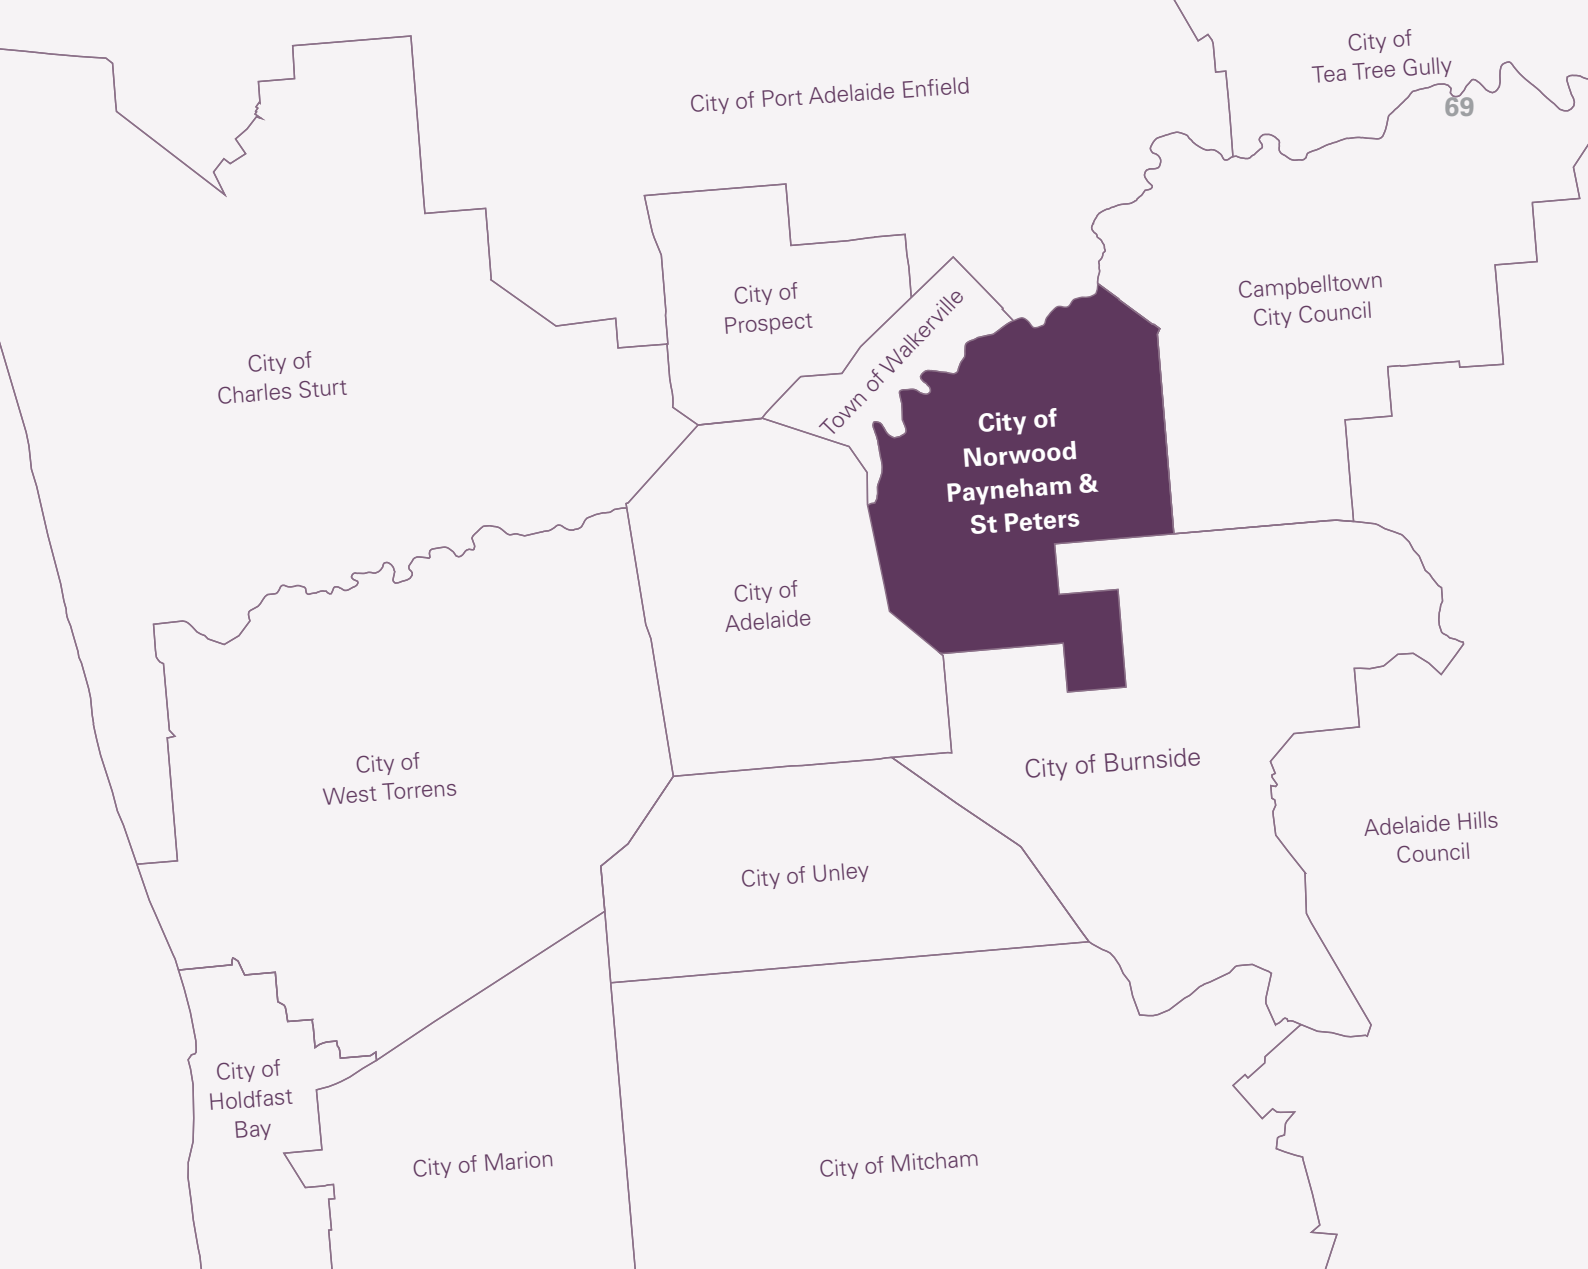 City of
Tea Tree Gully
69
City of Port Adelaide Enfield
City of
Prospect
Town of Walkerville
Campbelltown
City Council
City of
Charles Sturt
City of
Norwood
Payneham &
St Peters
City of
Adelaide
City of
West Torrens
City of Burnside
Adelaide Hills
Council
City of Unley
City of
Holdfast
Bay
City of Marion
City of Mitcham